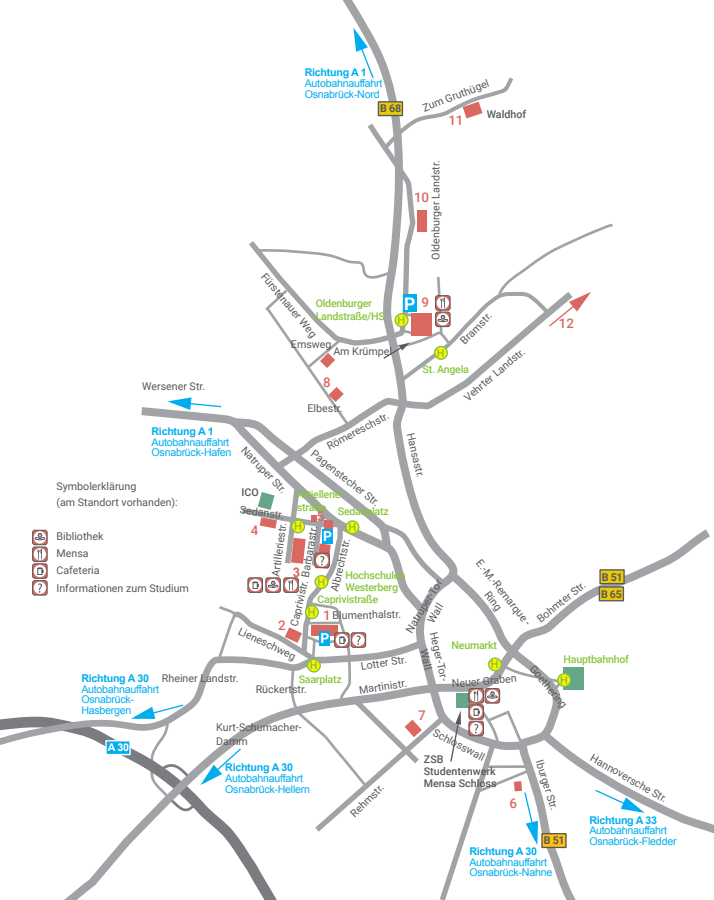 Richtung A 1
Autobahnauffahrt
Osnabrück-Nord
B 68
Zum Gruthügel
11
Waldhof
10
Oldenburger Landstr.
Fürstenauer Weg
Oldenburger
Landstraße/HS
H
P
9
12
Emsweg
Am Krümpel
Bramstr.
H
St. Angela
Vehrter Landstr.
8
Elbestr.
Wersener Str.
Richtung A 1
Autobahnauffahrt
Osnabrück-Hafen
Römereschstr.
Hansastr.
Natruper Str.
Pagenstecher Str.
Symbolerklärung
(am Standort vorhanden):
Bibliothek
Mensa
Cafeteria
? Informationen zum Studium
ICO
Sedanstr.
4
straße
H
5
Sedanplatz
H
P
?
Artilleriestr.
3
Barbarastr.
Albrechtstr.
H
Hochschulen
Westerberg
Caprivistr.
Caprivistraße
H
1
Blumenthalstr.
P
?
2
Lieneschweg
H
Saarplatz
Natruper-Tor-
Wall
Heger-Tor-
Wall
E.-M.-Remarque-
Ring
Bohmter Str.
B 51
B 65
Neumarkt
H
Hauptbahnhof
H
Goethering
Lotter Str.
Martinistr.
Neuer Graben
?
Rheiner Landstr.
Rückertstr.
Richtung A 30
Autobahnauffahrt
Osnabrück-
Hasbergen
A 30
Kurt-Schumacher-
Damm
Richtung A 30
Autobahnauffahrt
Osnabrück-Hellern
7
Schlosswall
ZSB
Studentenwerk
Mensa Schloss
Rehmstr.
6
Iburger Str.
Hannoversche Str.
Richtung A 33
Autobahnauffahrt
Osnabrück-Fledder
B 51
Richtung A 30
Autobahnauffahrt
Osnabrück-Nahne